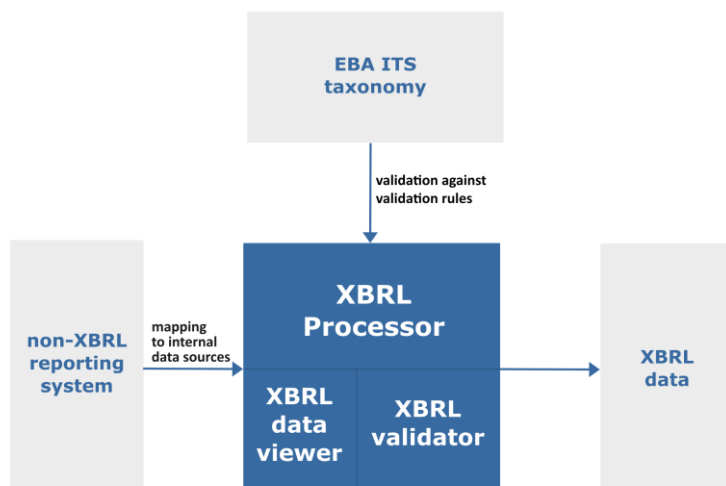 EBA ITS
taxonomy
validation against
validation rules
non-XBRL
reporting
system
mapping
to internal
data sources
XBRL
Processor
XBRL
data
viewer
XBRL
validator
XBRL
data